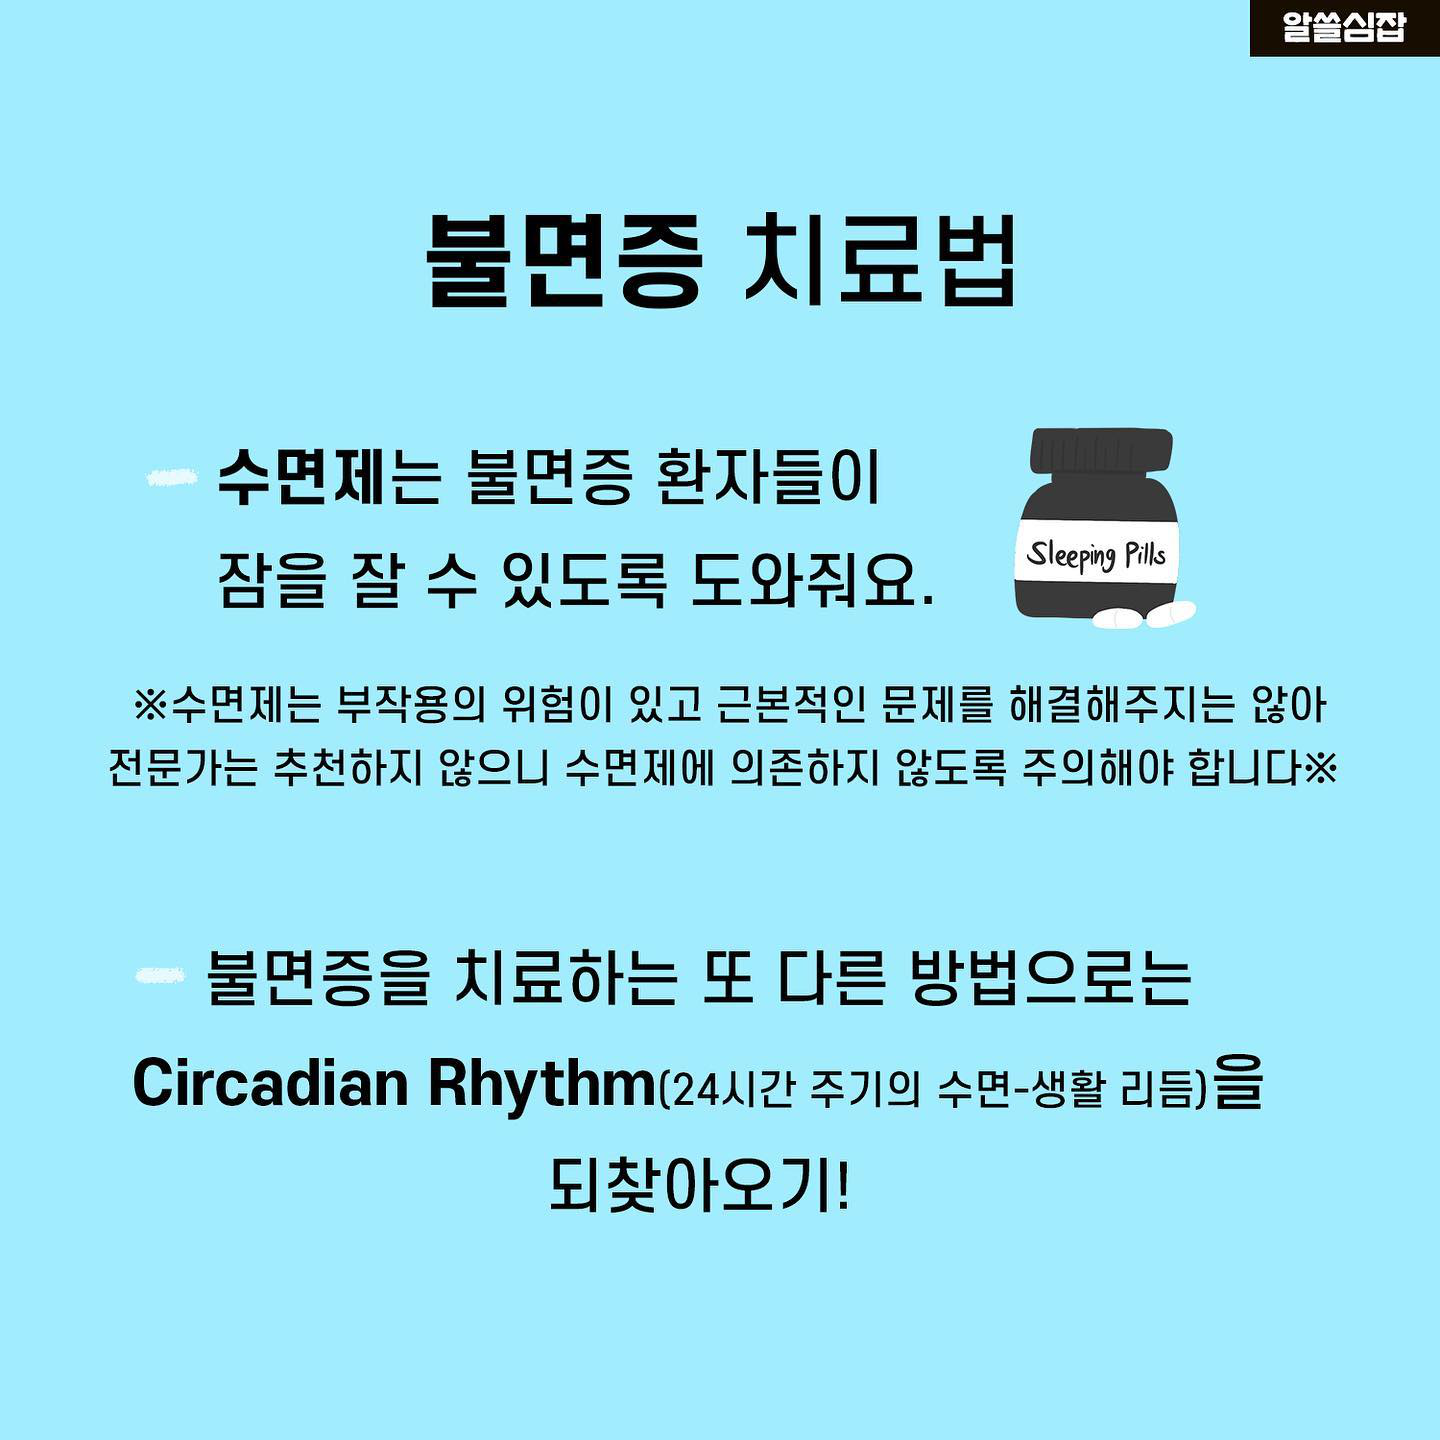 알쓸심잡
불면증 치료법
수면제는 불면증 환자들이
잠을 잘 수 있도록 도와줘요.
Sleeping Pills
※수면제는 부작용의 위험이 있고 근본적인 문제를 해결해주지는 않아
전문가는 추천하지 않으니 수면제에 의존하지 않도록 주의해야 합니다※
불면증을 치료하는 또 다른 방법으로는
Circadian Rhythm(24시간 주기의 수면-생활 리듬)을
되찾아오기!